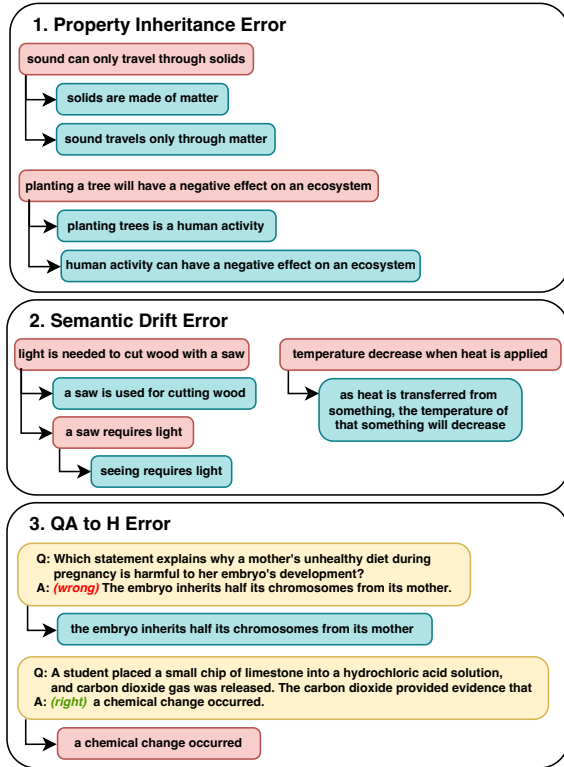 1. Property Inheritance Error
sound can only travel through solids
solids are made of matter
sound travels only through matter
planting a tree will have a negative effect on an ecosystem
planting trees is a human activity
human activity can have a negative effect on an ecosystem
2. Semantic Drift Error
light is needed to cut wood with a saw
a saw is used for cutting wood
a saw requires light
seeing requires light
temperature decrease when heat is applied
as heat is transferred from
something, the temperature of
that something will decrease
3. QA to H Error
Q: Which statement explains why a mother's unhealthy diet during
pregnancy is harmful to her embryo's development?
A: (wrong) The embryo inherits half its chromosomes from its mother.
the embryo inherits half its chromosomes from its mother
Q: A student placed a small chip of limestone into a hydrochloric acid solution,
and carbon dioxide gas was released. The carbon dioxide provided evidence that
A: (right) a chemical change occurred.
a chemical change occurred